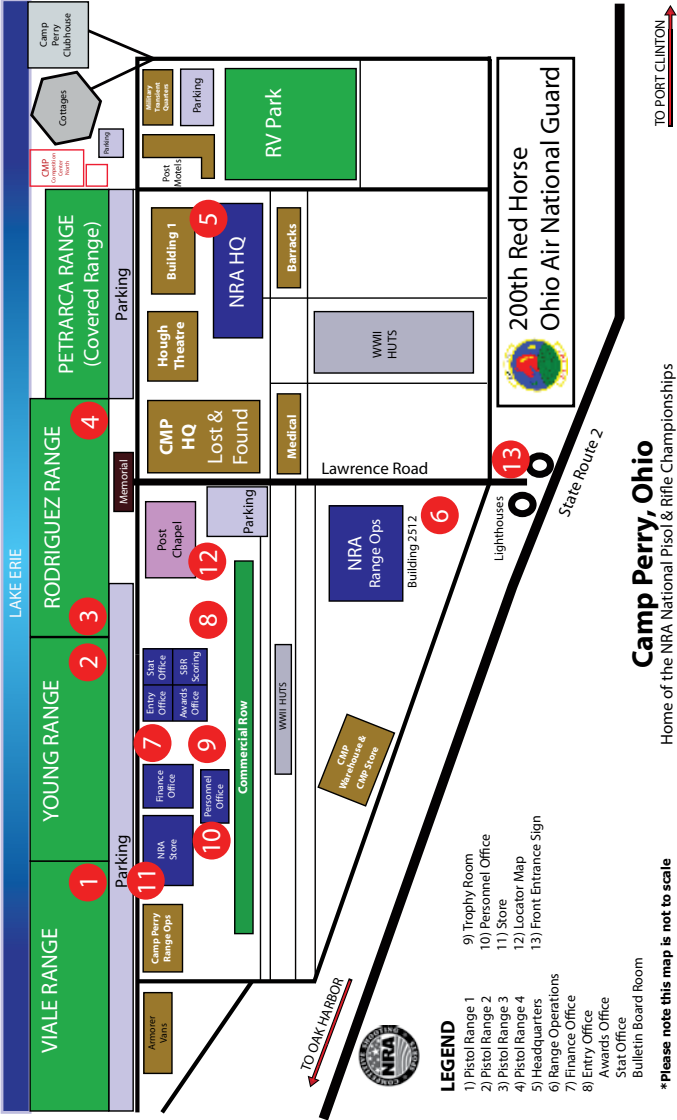 LAKE ERIE
VIALE RANGE
YOUNG RANGE
RODRIGUEZ RANGE
PETRARCA RANGE
(Covered Range)
CMP
Competition
Center
North
Cottages
Camp
Perry
Clubhouse
1
2
3
4
Parking
Parking
Memorial
Parking
Parking
Armorer
Vans
Camp Perry
Range Ops
11
NRA
Store
10
Finance
Office
Personnel
Office
7
9
Entry
Office
Stat
Office
Awards
Office
SBR
Scoring
8
12
Post
Chapel
Parking
Commercial Row
WWII HUTS
CMP
HQ
Lost &
Found
Hough
Theatre
Building 1
5
NRA HQ
Medical
Barracks
WWII
HUTS
Post
Motels
Military
Transient
Quarters
Parking
RV Park
CMP
Warehouse &
CMP Store
NRA
Range Ops
Building 2512
6
Lawrence Road
Lighthouses
13
State Route 2
200th Red Horse
Ohio Air National Guard
TO OAK HARBOR
TO PORT CLINTON
COMPETITIVE SHOOTING
NRA
LEGEND
1) Pistol Range 1
2) Pistol Range 2
3) Pistol Range 3
4) Pistol Range 4
5) Headquarters
6) Range Operations
7) Finance Office
8) Entry Office
Awards Office
Stat Office
Bulletin Board Room
9) Trophy Room
10) Personnel Office
11) Store
12) Locator Map
13) Front Entrance Sign
*Please note this map is not to scale
Camp Perry, Ohio
Home of the NRA National Pisol & Rifle Championships